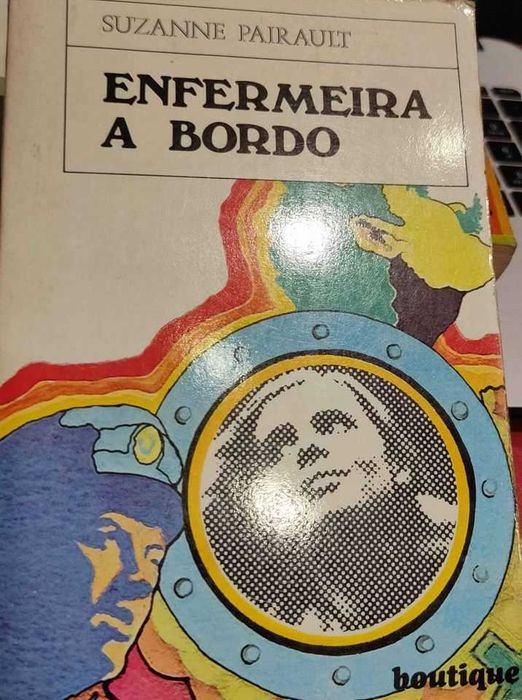 SUZANNE PAIRAULT
ENFERMEIRA
A BORDO
boutique